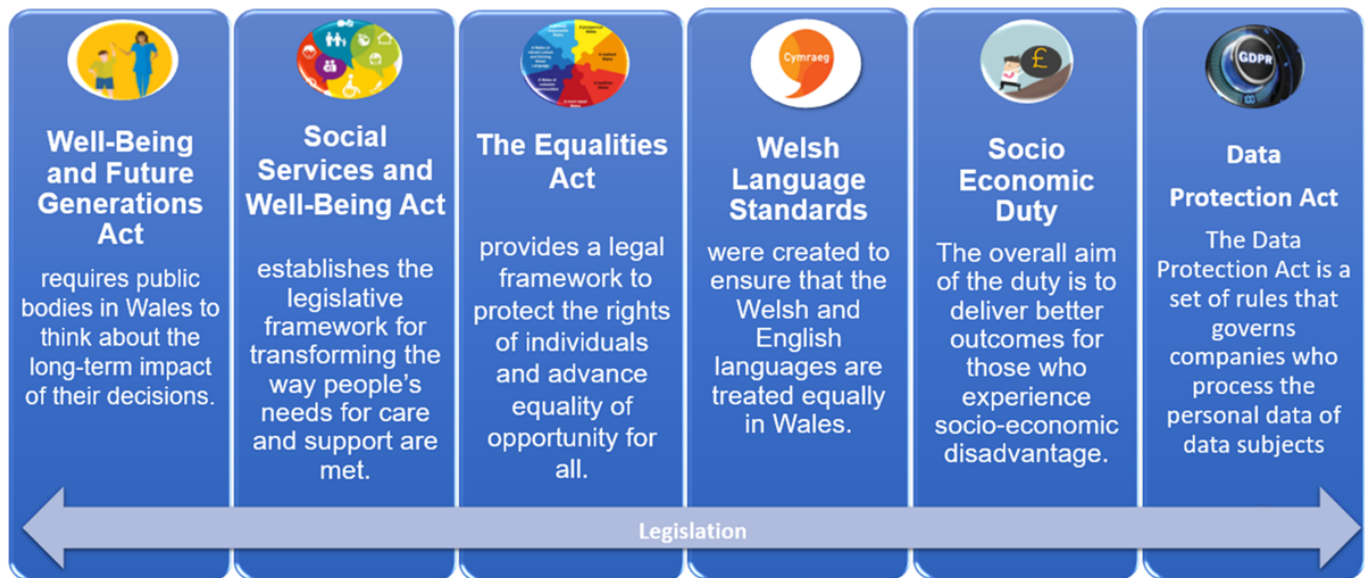 Well-Being
and Future
Generations
Act
requires public
bodies in Wales to
think about the
long-term impact
of their decisions.
Social
Services and
Well-Being Act
establishes the
legislative
framework for
transforming the
way people's
needs for care
and support are
met.
The Equalities
Act
provides a legal
framework to
protect the rights
of individuals
and advance
equality of
opportunity for
all.
Cymraeg
Welsh
Language
Standards
were created to
ensure that the
Welsh and
English
languages are
treated equally
in Wales.
£
Socio
Economic
Duty
The overall aim
of the duty is to
deliver better
outcomes for
those who
experience
socio-economic
disadvantage.
GDPR
Data
Protection Act
The Data
Protection Act is a
set of rules that
governs
companies who
process the
personal data of
data subjects
Legislation